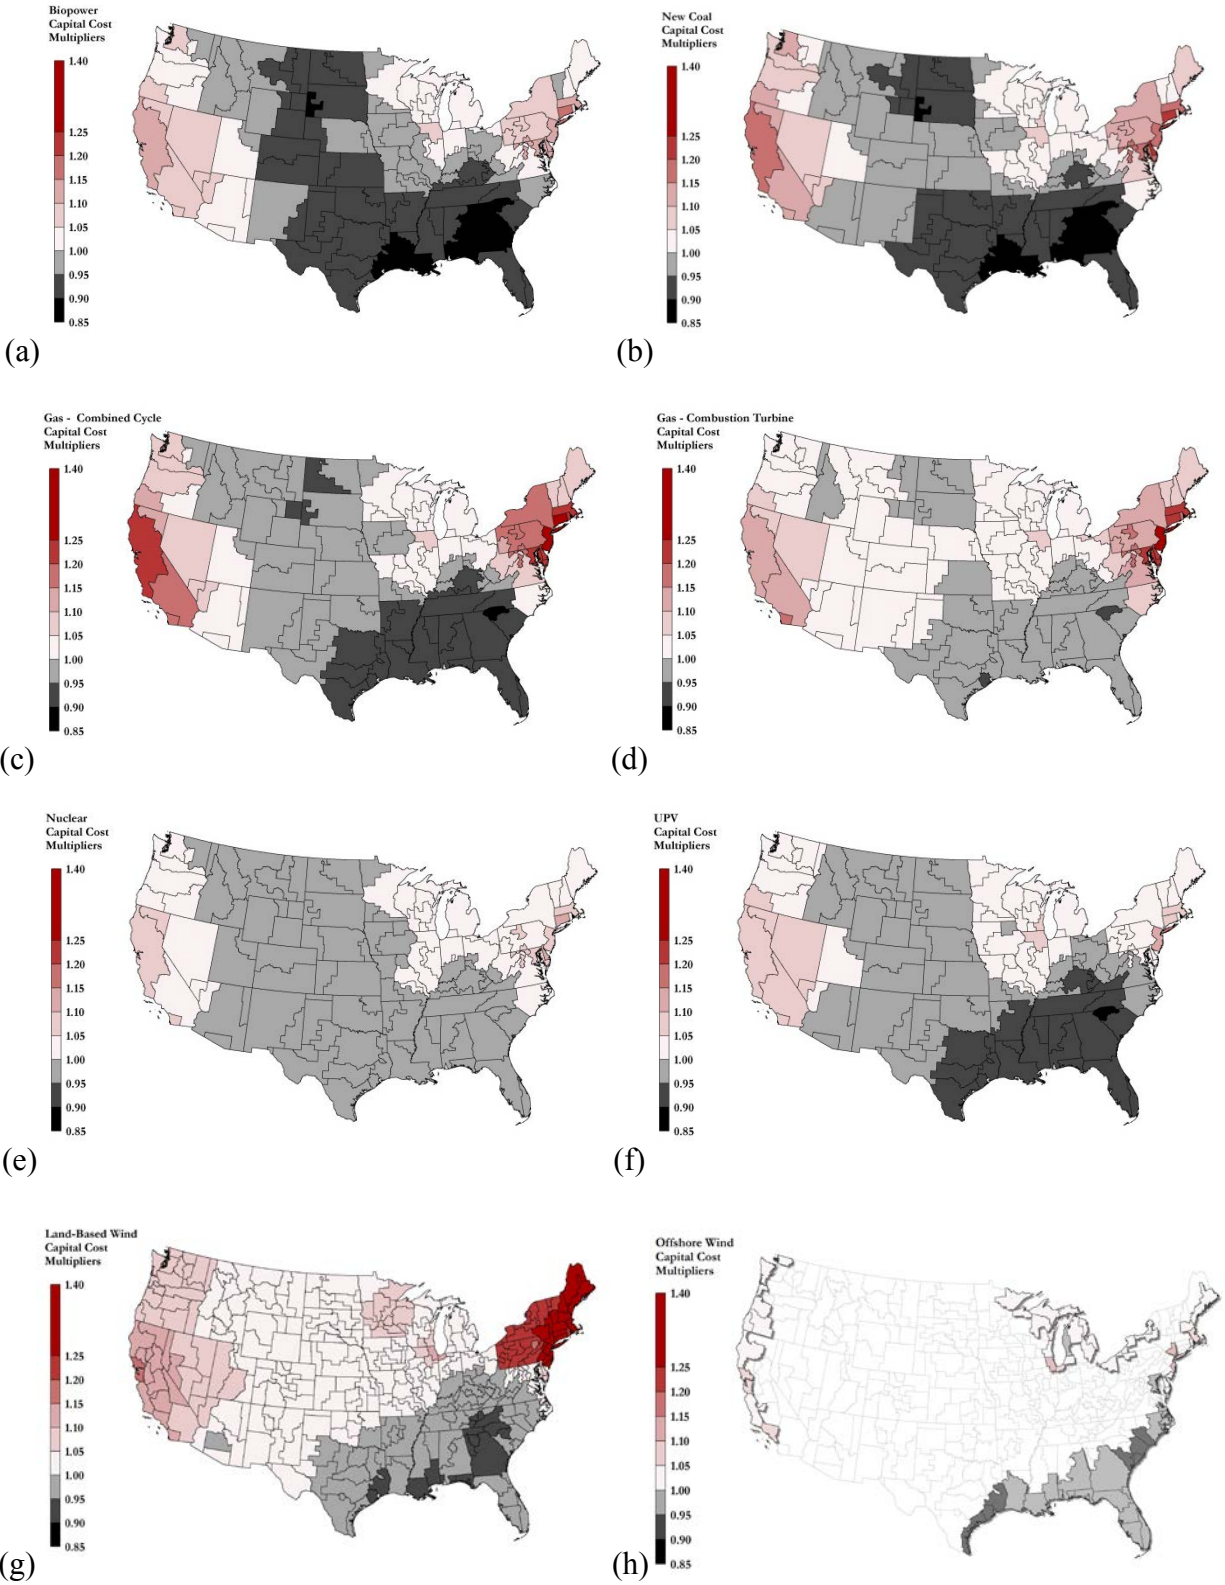 Biopower
Capital Cost
Multipliers
1.40
1.25
1.20
1.15
1.10
1.05
1.00
0.95
0.90
0.85
(a)
New Coal
Capital Cost
Multipliers
1.40
1.25
1.20
1.15
1.10
1.05
1.00
0.95
0.90
0.85
(b)
Gas - Combined Cycle
Capital Cost
Multipliers
1.40
1.25
1.20
1.15
1.10
1.05
1.00
0.95
0.90
0.85
(c)
Gas - Combustion Turbine
Capital Cost
Multipliers
1.40
1.25
1.20
1.15
1.10
1.05
1.00
0.95
0.90
0.85
(d)
Nuclear
Capital Cost
Multipliers
1.40
1.25
1.20
1.15
1.10
1.05
1.00
0.95
0.90
0.85
(e)
UPV
Capital Cost
Multipliers
1.40
1.25
1.20
1.15
1.10
1.05
1.00
0.95
0.90
0.85
(f)
Land-Based Wind
Capital Cost
Multipliers
1.40
1.25
1.20
1.15
1.10
1.05
1.00
0.95
0.90
0.85
(g)
Offshore Wind
Capital Cost
Multipliers
1.40
1.25
1.20
1.15
1.10
1.05
1.00
0.95
0.90
0.85
(h)